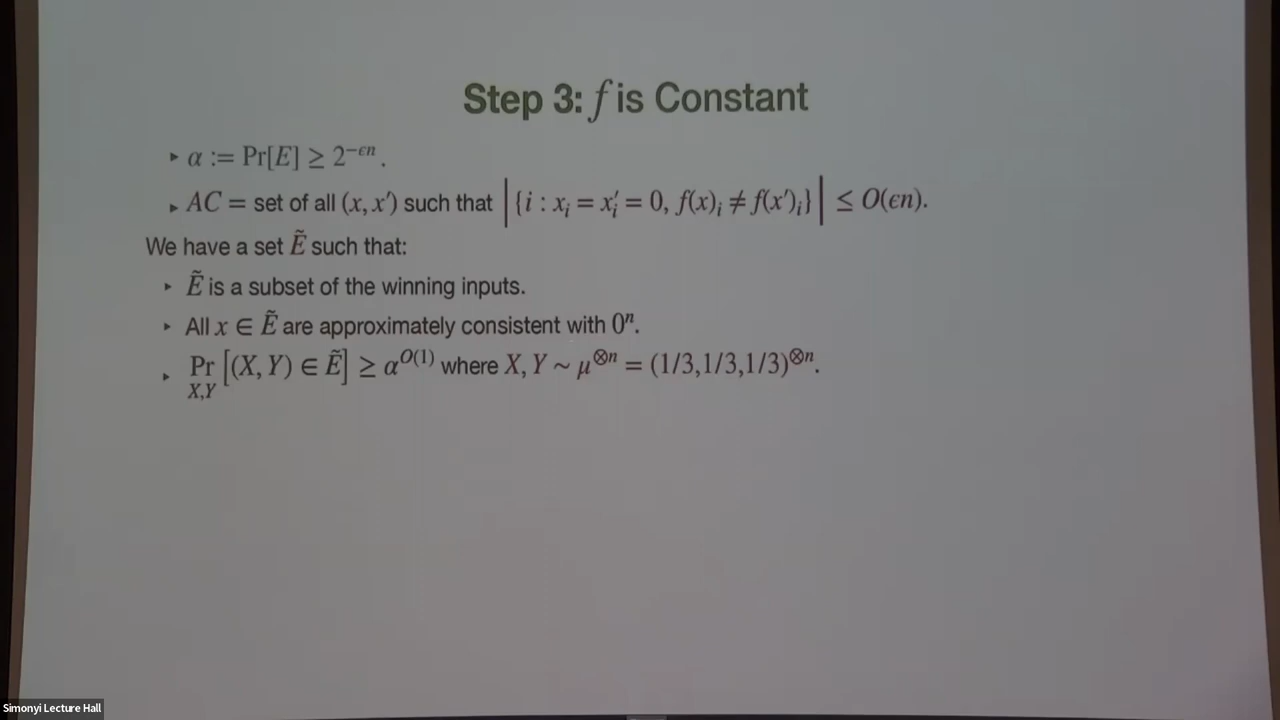 Step 3: f is Constant
▸ α := Pr[E] ≥ 2^{−ϵn}.
▸ AC = set of all (x, x′) such that |{i : x_i = x′_i = 0, f(x)_i ≠ f(x′)_i}| ≤ O(ϵn).
We have a set Ẽ such that:
▸ Ẽ is a subset of the winning inputs.
▸ All x ∈ Ẽ are approximately consistent with 0^n.
▸ Pr_{X,Y} [(X, Y) ∈ Ẽ] ≥ α^{O(1)} where X, Y ~ μ^{⊗n} = (1/3,1/3,1/3)^{⊗n}.
Simonyi Lecture Hall